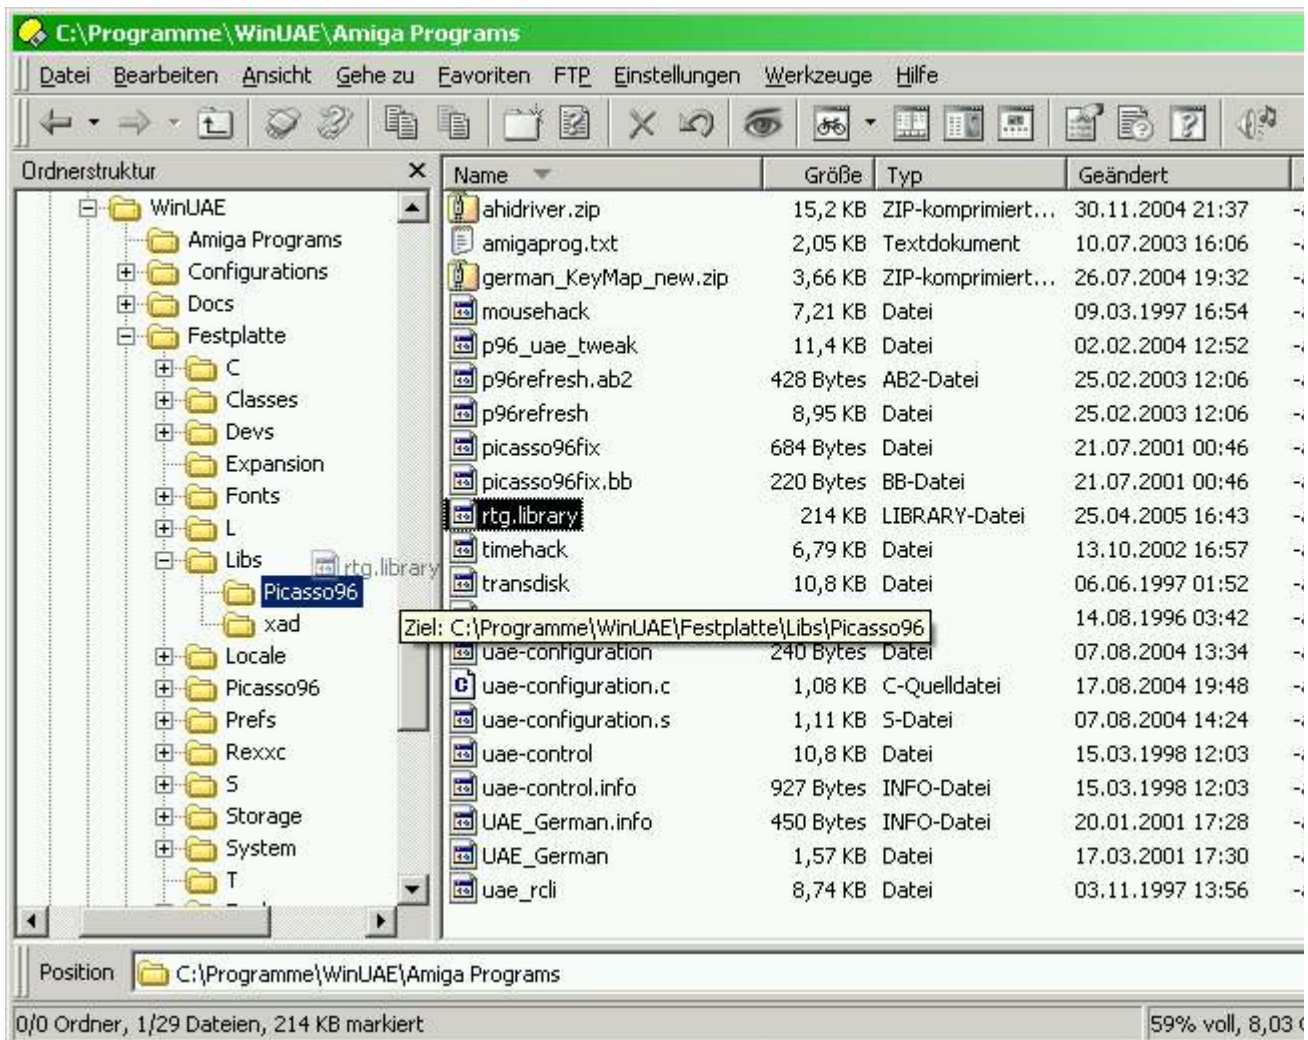 C:\Programme\WinUAE\Amiga Programs
Datei Bearbeiten Ansicht Gehe zu Favoriten FTP Einstellungen Werkzeuge Hilfe
Ordnerstruktur
WinUAE
Amiga Programs
Configurations
Docs
Festplatte
C
Classes
Devs
Expansion
Fonts
L
Libs
Picasso96
xad
Locale
Picasso96
Prefs
Rexxc
S
Storage
System
T
rtg.library
Name Größe Typ Geändert
ahidriver.zip 15,2 KB ZIP-komprimiert... 30.11.2004 21:37
amigaprog.txt 2,05 KB Textdokument 10.07.2003 16:06
german_KeyMap_new.zip 3,66 KB ZIP-komprimiert... 26.07.2004 19:32
mousehack 7,21 KB Datei 09.03.1997 16:54
p96_uae_tweak 11,4 KB Datei 02.02.2004 12:52
p96refresh.ab2 428 Bytes AB2-Datei 25.02.2003 12:06
p96refresh 8,95 KB Datei 25.02.2003 12:06
picasso96fix 684 Bytes Datei 21.07.2001 00:46
picasso96fix.bb 220 Bytes BB-Datei 21.07.2001 00:46
rtg.library 214 KB LIBRARY-Datei 25.04.2005 16:43
timehack 6,79 KB Datei 13.10.2002 16:57
transdisk 10,8 KB Datei 06.06.1997 01:52
14.08.1996 03:42
Ziel: C:\Programme\WinUAE\Festplatte\Libs\Picasso96
uae-configuration 240 Bytes Datei 07.08.2004 13:34
uae-configuration.c 1,08 KB C-Quelldatei 17.08.2004 19:48
uae-configuration.s 1,11 KB S-Datei 07.08.2004 14:24
uae-control 10,8 KB Datei 15.03.1998 12:03
uae-control.info 927 Bytes INFO-Datei 15.03.1998 12:03
UAE_German.info 450 Bytes INFO-Datei 20.01.2001 17:28
UAE_German 1,57 KB Datei 17.03.2001 17:30
uae_rcli 8,74 KB Datei 03.11.1997 13:56
Position C:\Programme\WinUAE\Amiga Programs
0/0 Ordner, 1/29 Dateien, 214 KB markiert
59% voll, 8,03